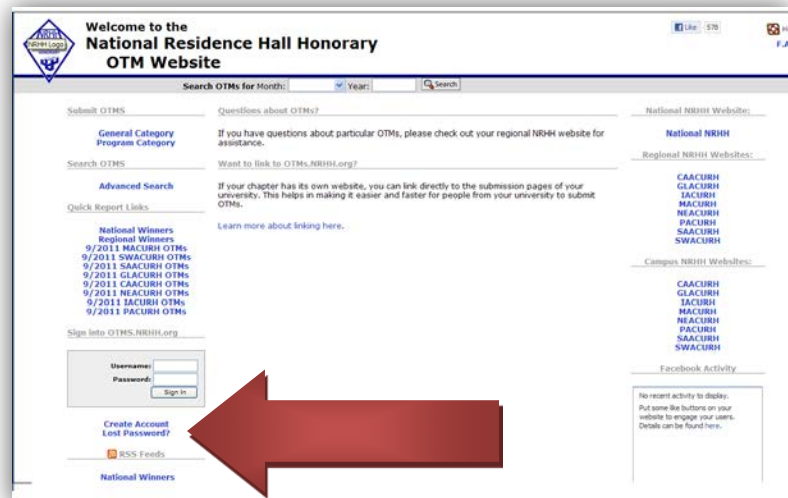 NRHH Logo
Welcome to the
National Residence Hall Honorary
OTM Website
Like 578
F.A
Search OTMs for Month: Year: Search
Submit OTMS
General Category
Program Category
Search OTMS
Advanced Search
Quick Report Links
National Winners
Regional Winners
9/2011 MACURH OTMs
9/2011 SWACURH OTMs
9/2011 SAACURH OTMs
9/2011 GLACURH OTMs
9/2011 CAACURH OTMs
9/2011 NEACURH OTMs
9/2011 IACURH OTMs
9/2011 PACURH OTMs
Sign into OTMS.NRHH.org
Username:
Password:
Sign In
Create Account
Lost Password?
RSS Feeds
National Winners
Questions about OTMs?
If you have questions about particular OTMs, please check out your regional NRHH website for
assistance.
Want to link to OTMs.NRHH.org?
If your chapter has its own website, you can link directly to the submission pages of your
university. This helps in making it easier and faster for people from your university to submit
OTMs.
Learn more about linking here.
National NRHH Website:
National NRHH
Regional NRHH Websites:
CAACURH
GLACURH
IACURH
MACURH
NEACURH
PACURH
SAACURH
SWACURH
Campus NRHH Websites:
CAACURH
GLACURH
IACURH
MACURH
NEACURH
PACURH
SAACURH
SWACURH
Facebook Activity
No recent activity to display.
Put some like buttons on your
website to engage your users.
Details can be found here.